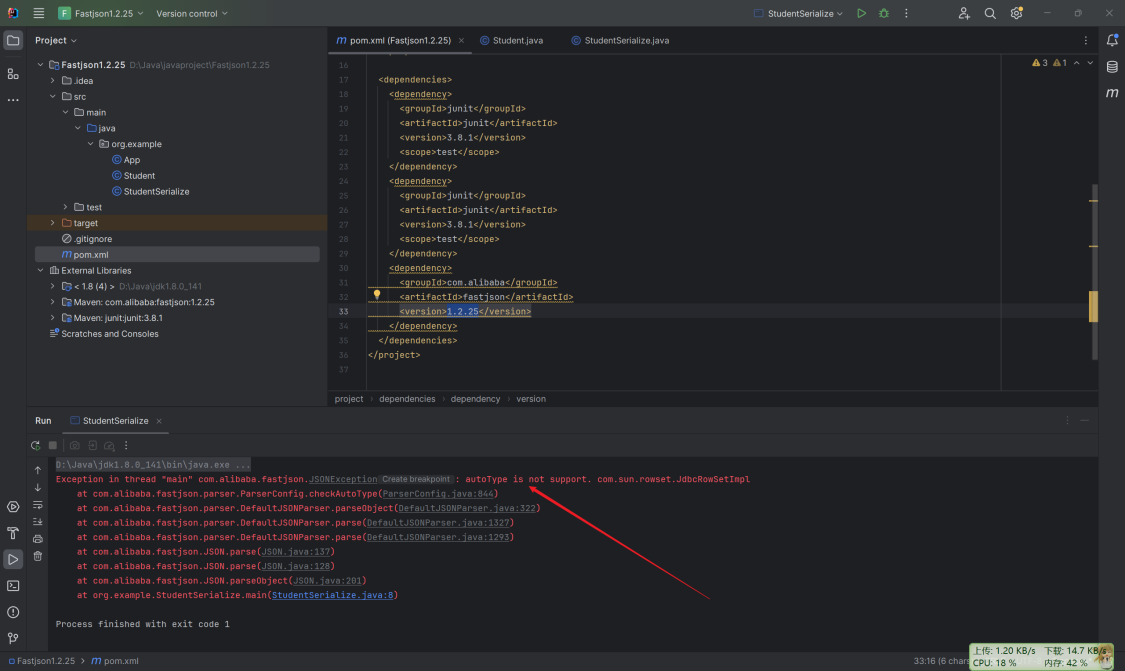 F Fastjson1.2.25 Version control StudentSerialize
Project
Fastjson1.2.25 D:\Java\javaproject\Fastjson1.2.25
.idea
src
main
java
org.example
App
Student
StudentSerialize
test
target
.gitignore
m pom.xml
External Libraries
< 1.8 (4) > D:\Java\jdk1.8.0_141
Maven: com.alibaba:fastjson:1.2.25
Maven: junit:junit:3.8.1
Scratches and Consoles
m pom.xml (Fastjson1.2.25) Student.java StudentSerialize.java
3 1
16
17 <dependencies>
18 <dependency>
19 <groupId>junit</groupId>
20 <artifactId>junit</artifactId>
21 <version>3.8.1</version>
22 <scope>test</scope>
23 </dependency>
24 <dependency>
25 <groupId>junit</groupId>
26 <artifactId>junit</artifactId>
27 <version>3.8.1</version>
28 <scope>test</scope>
29 </dependency>
30 <dependency>
31 <groupId>com.alibaba</groupId>
32 <artifactId>fastjson</artifactId>
33 <version>1.2.25</version>
34 </dependency>
35 </dependencies>
36 </project>
37
project › dependencies › dependency › version
m
Run StudentSerialize
D:\Java\jdk1.8.0_141\bin\java.exe ...
Exception in thread "main" com.alibaba.fastjson.JSONException Create breakpoint : autoType is not support. com.sun.rowset.JdbcRowSetImpl
at com.alibaba.fastjson.parser.ParserConfig.checkAutoType(ParserConfig.java:844)
at com.alibaba.fastjson.parser.DefaultJSONParser.parseObject(DefaultJSONParser.java:322)
at com.alibaba.fastjson.parser.DefaultJSONParser.parse(DefaultJSONParser.java:1327)
at com.alibaba.fastjson.parser.DefaultJSONParser.parse(DefaultJSONParser.java:1293)
at com.alibaba.fastjson.JSON.parse(JSON.java:137)
at com.alibaba.fastjson.JSON.parse(JSON.java:128)
at com.alibaba.fastjson.JSON.parseObject(JSON.java:201)
at org.example.StudentSerialize.main(StudentSerialize.java:8)
Process finished with exit code 1
Fastjson1.2.25 › m pom.xml
33:16 (6 chars
上传: 1.20 KB/s 下载: 14.7 KB/s
CPU: 18 % 内存: 42 %